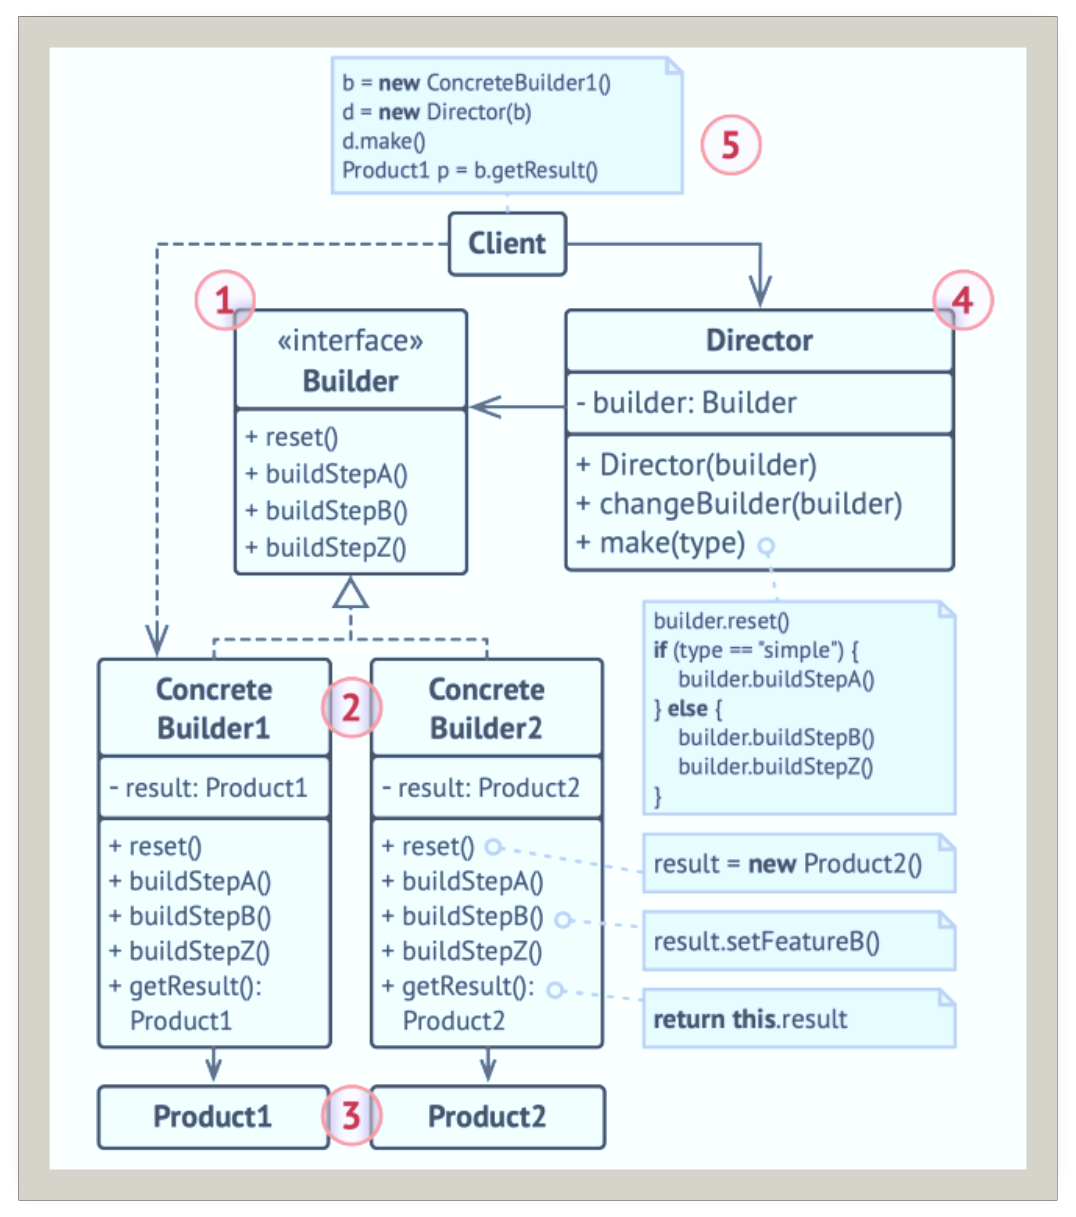 b = new ConcreteBuilder1()
d = new Director(b)
d.make()
Product1 p = b.getResult()
5
Client
1
«interface»
Builder
+ reset()
+ buildStepA()
+ buildStepB()
+ buildStepZ()
4
Director
- builder: Builder
+ Director(builder)
+ changeBuilder(builder)
+ make(type)
builder.reset()
if (type == "simple") {
builder.buildStepA()
} else {
builder.buildStepB()
builder.buildStepZ()
}
Concrete
Builder1
- result: Product1
+ reset()
+ buildStepA()
+ buildStepB()
+ buildStepZ()
+ getResult():
Product1
2
Concrete
Builder2
- result: Product2
+ reset()
+ buildStepA()
+ buildStepB()
+ buildStepZ()
+ getResult():
Product2
result = new Product2()
result.setFeatureB()
return this.result
Product1
3
Product2